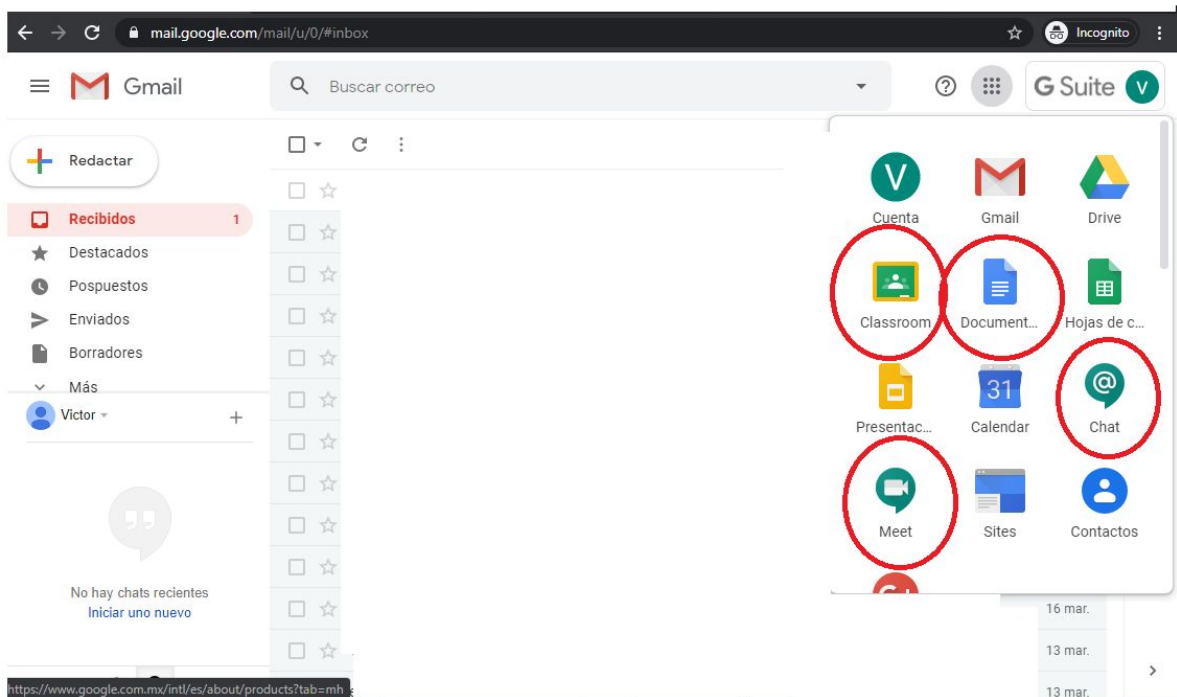 mail.google.com/mail/u/0/#inbox
Incognito
Gmail
Buscar correo
G Suite
V
Redactar
Recibidos 1
Destacados
Pospuestos
Enviados
Borradores
Más
Victor
No hay chats recientes
Iniciar uno nuevo
V
Cuenta Gmail Drive
Classroom Document... Hojas de c...
31
Presentac... Calendar Chat
Meet Sites Contactos
G+
16 mar.
13 mar.
13 mar.
https://www.google.com.mx/intl/es/about/products?tab=mh